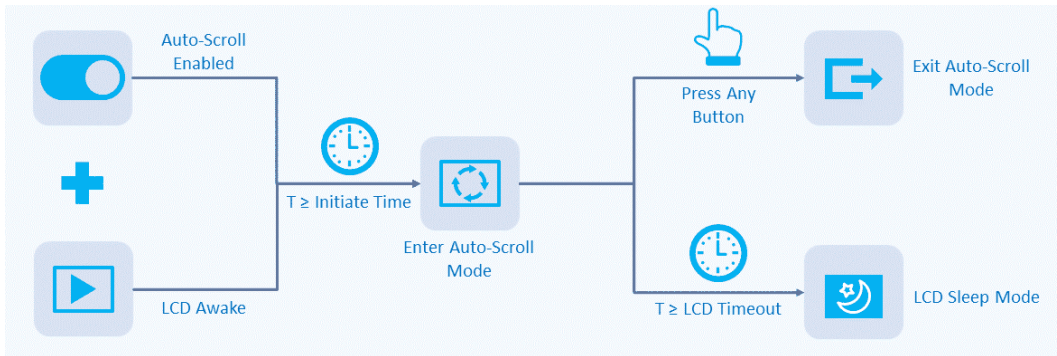 Auto-Scroll
Enabled
LCD Awake
T ≥ Initiate Time
Enter Auto-Scroll
Mode
Press Any
Button
Exit Auto-Scroll
Mode
T ≥ LCD Timeout
LCD Sleep Mode